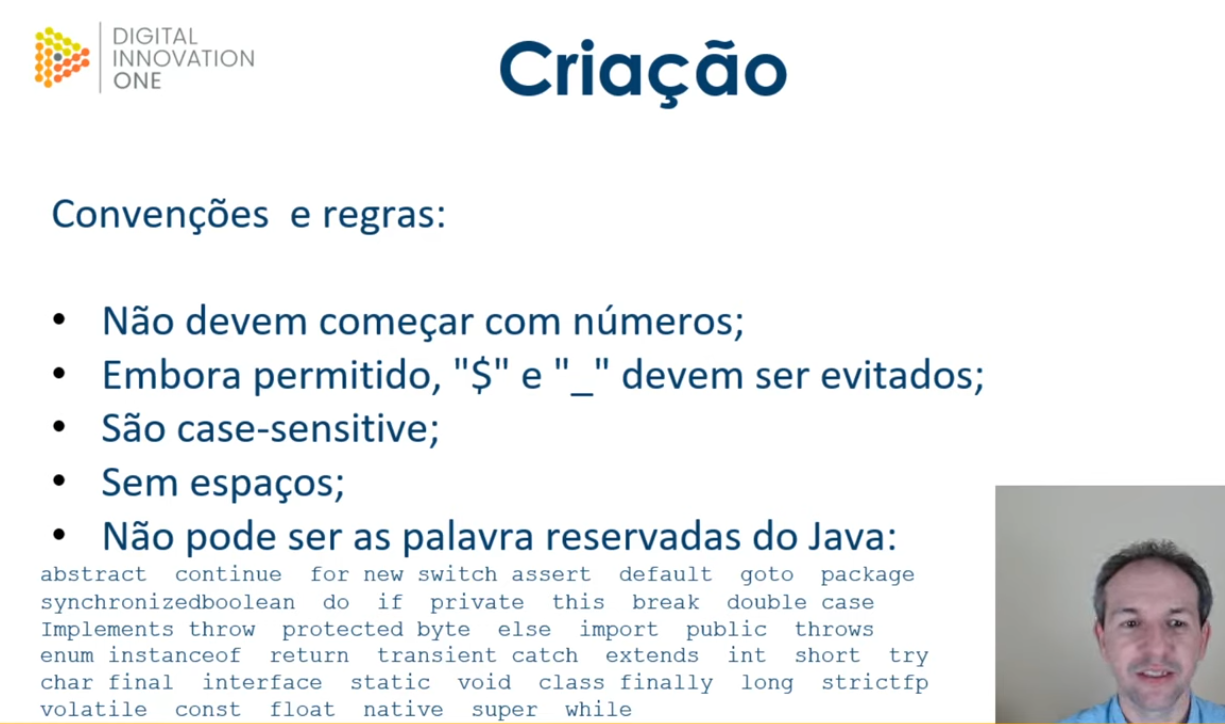 DIGITAL
INNOVATION
ONE
Criação
Convenções e regras:
• Não devem começar com números;
• Embora permitido, "$" e "_" devem ser evitados;
• São case-sensitive;
• Sem espaços;
• Não pode ser as palavra reservadas do Java:
abstract continue for new switch assert default goto package
synchronizedboolean do if private this break double case
Implements throw protected byte else import public throws
enum instanceof return transient catch extends int short try
char final interface static void class finally long strictfp
volatile const float native super while